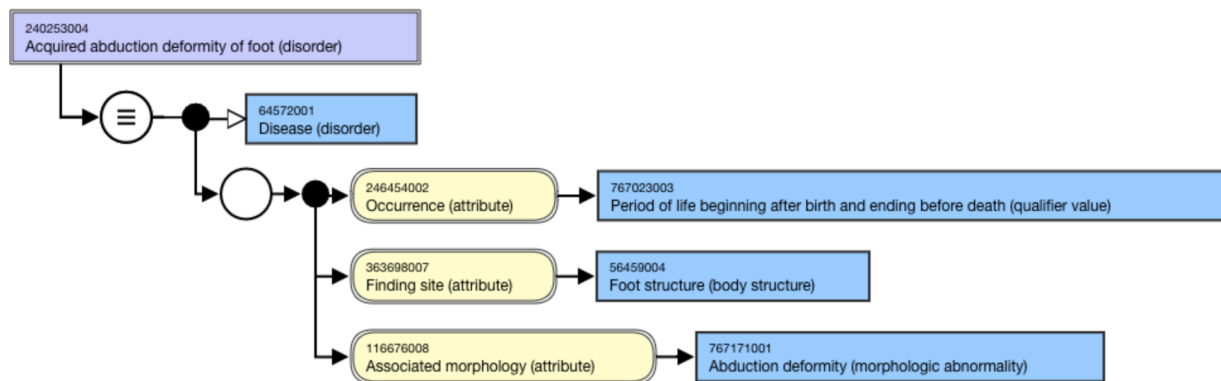 240253004
Acquired abduction deformity of foot (disorder)
64572001
Disease (disorder)
246454002
Occurrence (attribute)
767023003
Period of life beginning after birth and ending before death (qualifier value)
363698007
Finding site (attribute)
56459004
Foot structure (body structure)
116676008
Associated morphology (attribute)
767171001
Abduction deformity (morphologic abnormality)